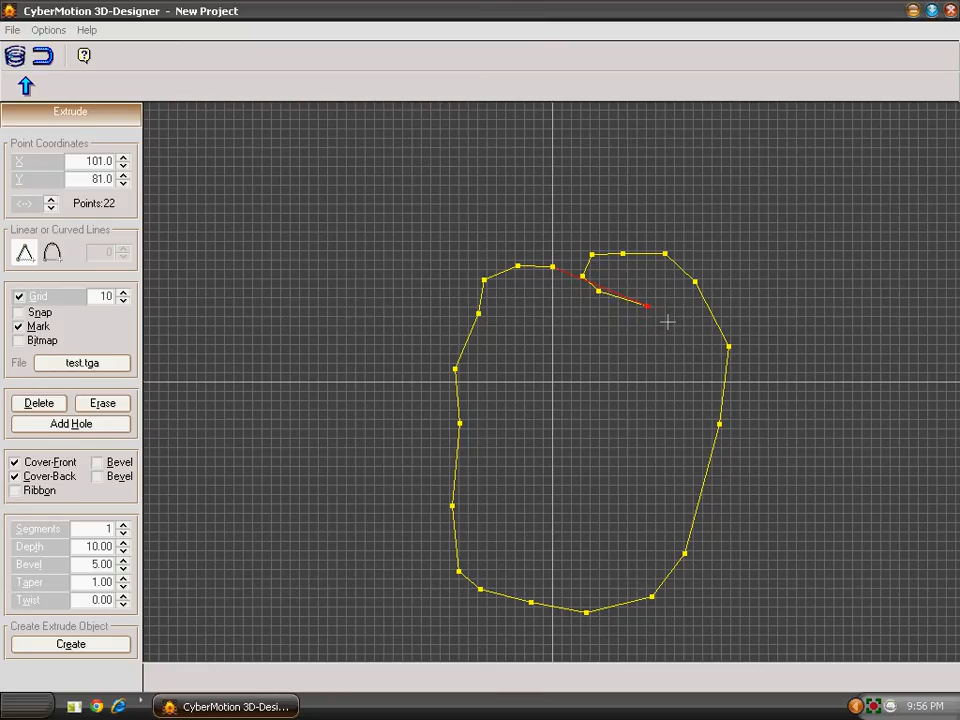 CyberMotion 3D-Designer - New Project
File Options Help
Extrude
Point Coordinates
X 101.0
Y 81.0
<-> Points:22
Linear or Curved Lines
0
Grid 10
Snap
Mark
Bitmap
File test.tga
Delete Erase
Add Hole
Cover-Front Bevel
Cover-Back Bevel
Ribbon
Segments 1
Depth 10.00
Bevel 5.00
Taper 1.00
Twist 0.00
Create Extrude Object
Create
CyberMotion 3D-Desi... 9:56 PM